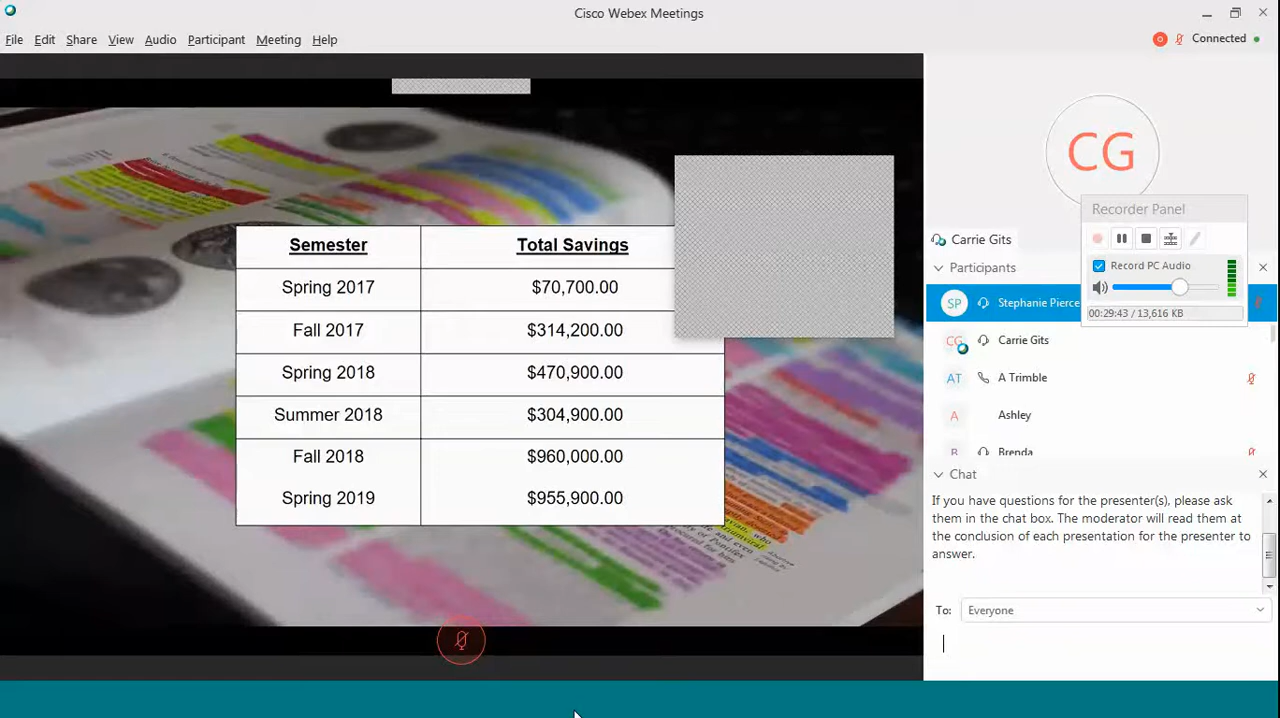 Cisco Webex Meetings
File Edit Share View Audio Participant Meeting Help
Connected
CG
Recorder Panel
Carrie Gits
Record PC Audio
Participants
00:29:43 / 13,616 KB
SP Stephanie Pierce
CG Carrie Gits
AT A Trimble
A Ashley
B Brenda
Semester Total Savings
Spring 2017 $70,700.00
Fall 2017 $314,200.00
Spring 2018 $470,900.00
Summer 2018 $304,900.00
Fall 2018 $960,000.00
Spring 2019 $955,900.00
Chat
If you have questions for the presenter(s), please ask
them in the chat box. The moderator will read them at
the conclusion of each presentation for the presenter to
answer.
To: Everyone